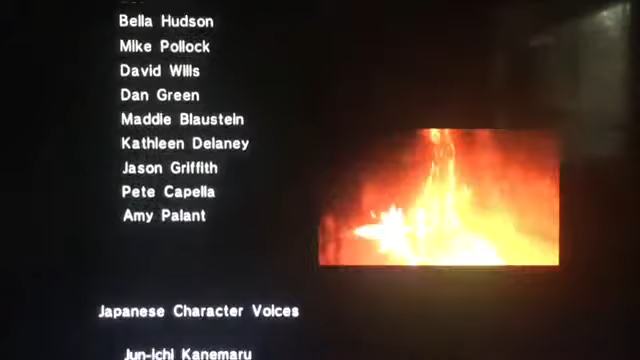 Bella Hudson
Mike Pollock
David Wills
Dan Green
Maddie Blaustein
Kathleen Delaney
Jason Griffith
Pete Capella
Amy Palant
Japanese Character Voices
Jun-ichi Kanemaru